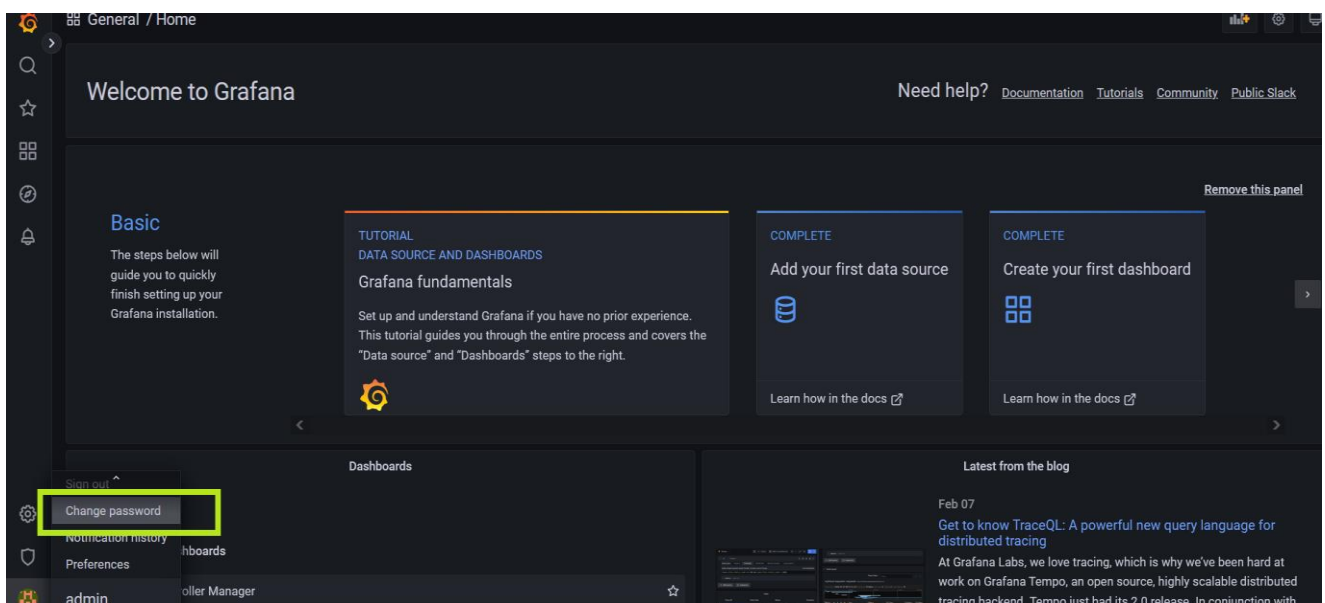 General / Home
Welcome to Grafana
Need help? Documentation Tutorials Community Public Slack
Remove this panel
Basic
The steps below will
guide you to quickly
finish setting up your
Grafana installation.
TUTORIAL
DATA SOURCE AND DASHBOARDS
Grafana fundamentals
Set up and understand Grafana if you have no prior experience.
This tutorial guides you through the entire process and covers the
"Data source" and "Dashboards" steps to the right.
COMPLETE
Add your first data source
Learn how in the docs
COMPLETE
Create your first dashboard
Learn how in the docs
Dashboards
Sign out
Change password
Notification history
Preferences
admin
hboards
oller Manager
Latest from the blog
Feb 07
Get to know TraceQL: A powerful new query language for
distributed tracing
At Grafana Labs, we love tracing, which is why we've been hard at
work on Grafana Tempo, an open source, highly scalable distributed
tracing backend. Tempo just had its 2.0 release. In conjunction with